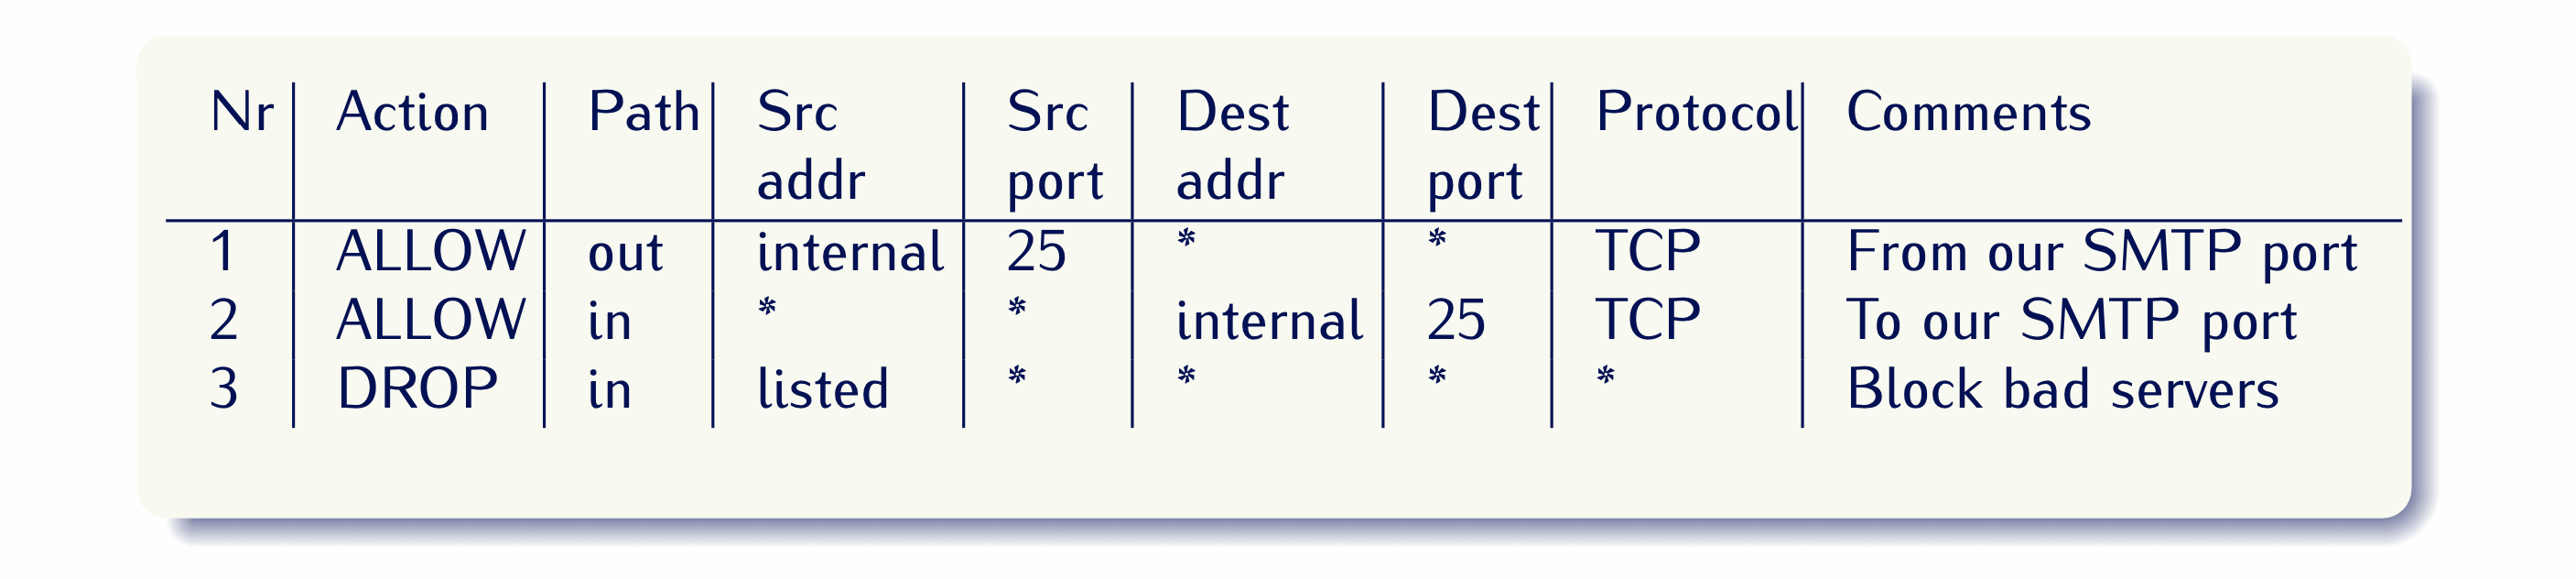 Nr Action Path Src addr Src port Dest addr Dest port Protocol Comments
1 ALLOW out internal 25 * * TCP From our SMTP port
2 ALLOW in * * internal 25 TCP To our SMTP port
3 DROP in listed * * * * Block bad servers